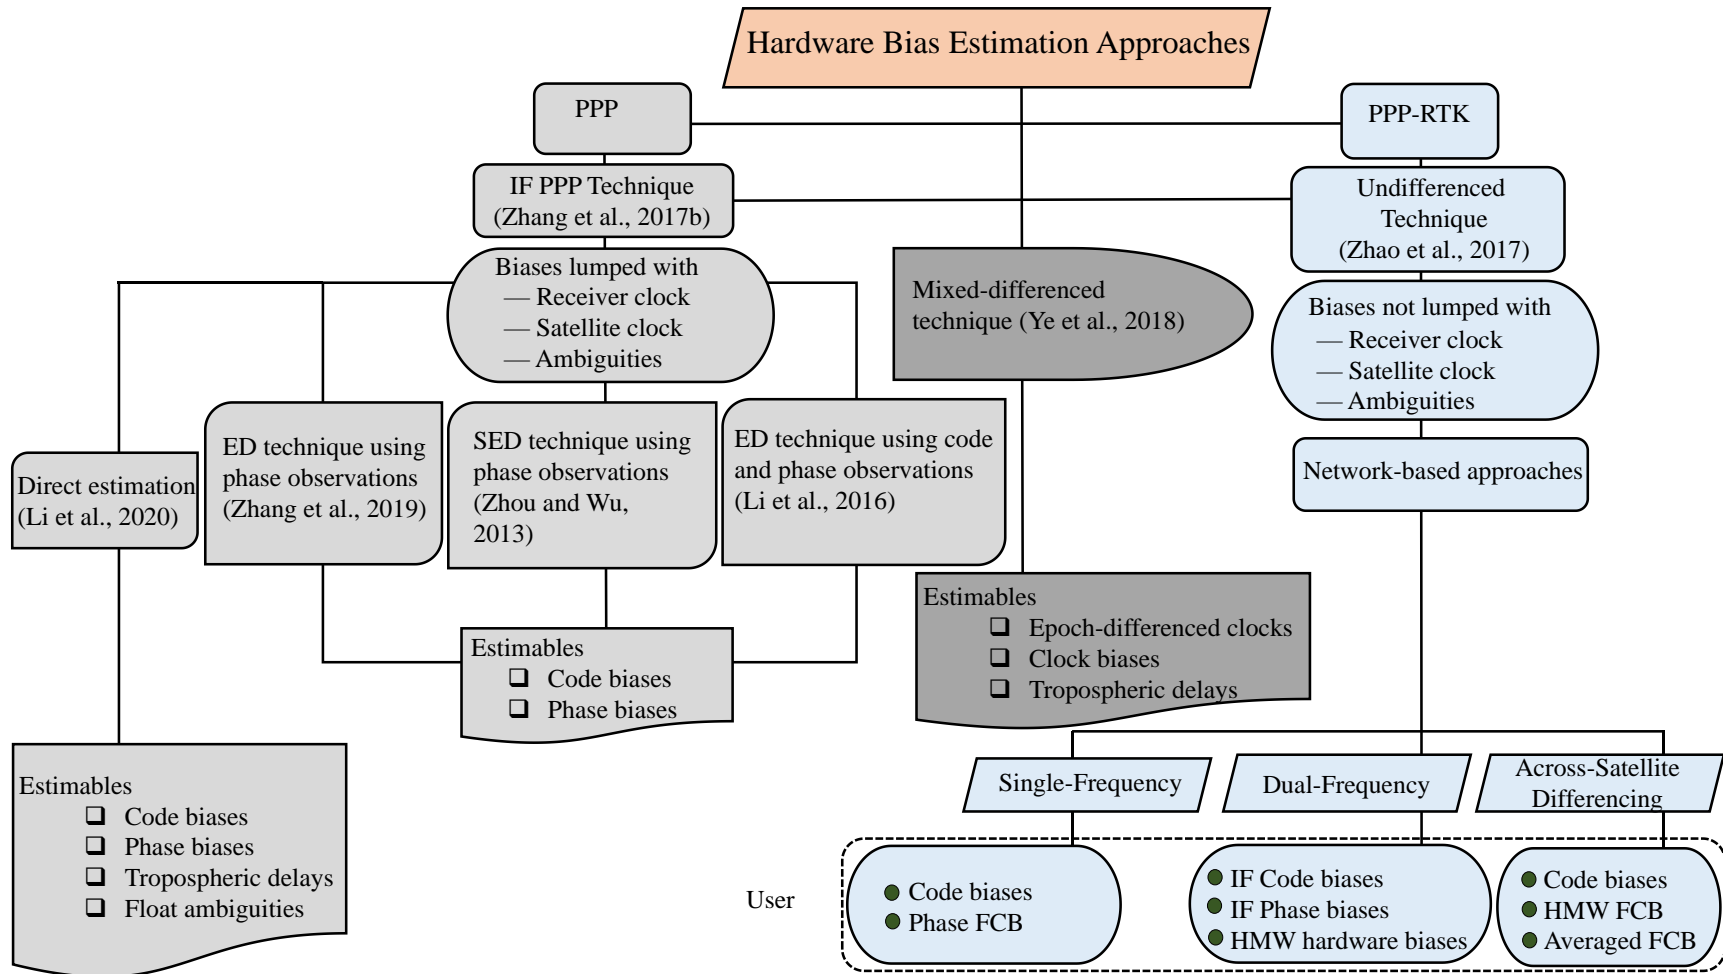 Hardware Bias Estimation Approaches
PPP
PPP-RTK
IF PPP Technique
(Zhang et al., 2017b)
Undifferenced
Technique
(Zhao et al., 2017)
Biases lumped with
— Receiver clock
— Satellite clock
— Ambiguities
Mixed-differenced
technique (Ye et al., 2018)
Biases not lumped with
— Receiver clock
— Satellite clock
— Ambiguities
Direct estimation
(Li et al., 2020)
ED technique using
phase observations
(Zhang et al., 2019)
SED technique using
phase observations
(Zhou and Wu,
2013)
ED technique using code
and phase observations
(Li et al., 2016)
Network-based approaches
Estimables
❑ Epoch-differenced clocks
❑ Clock biases
❑ Tropospheric delays
Estimables
❑ Code biases
❑ Phase biases
Estimables
❑ Code biases
❑ Phase biases
❑ Tropospheric delays
❑ Float ambiguities
Single-Frequency
Dual-Frequency
Across-Satellite
Differencing
User
● Code biases
● Phase FCB
● IF Code biases
● IF Phase biases
● HMW hardware biases
● Code biases
● HMW FCB
● Averaged FCB